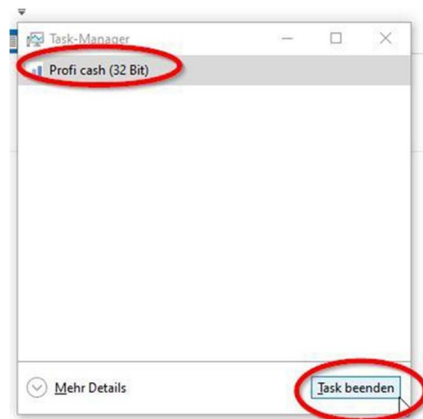 Task-Manager
Profi cash (32 Bit)
Mehr Details
Task beenden